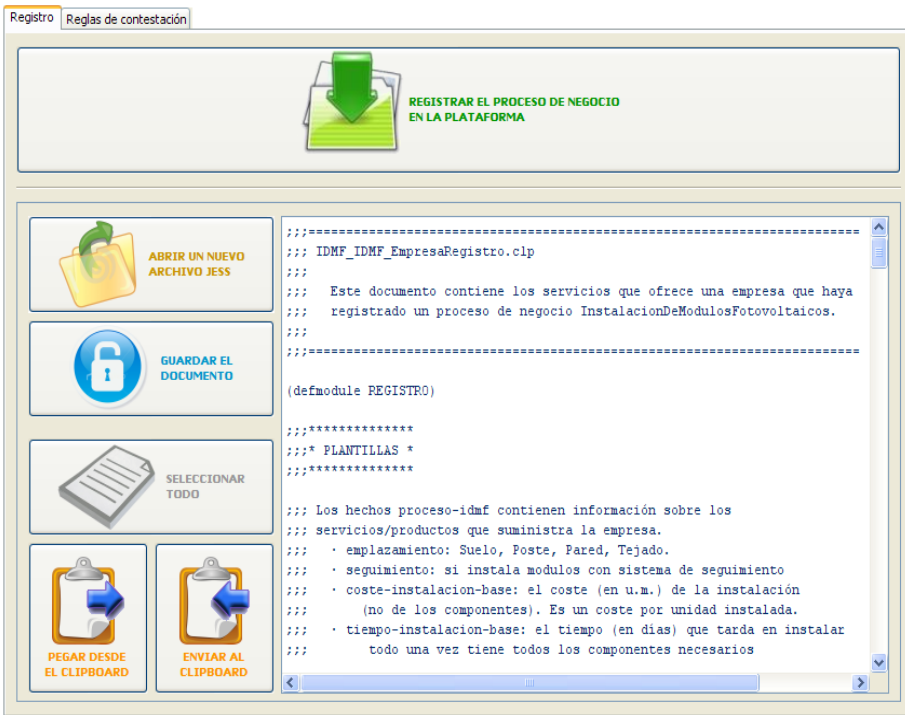 Registro
Reglas de contestación
REGISTRAR EL PROCESO DE NEGOCIO
EN LA PLATAFORMA
ABRIR UN NUEVO
ARCHIVO JESS
GUARDAR EL
DOCUMENTO
SELECCIONAR
TODO
PEGAR DESDE
EL CLIPBOARD
ENVIAR AL
CLIPBOARD
;;;=========================================================================
;;; IDMF_IDMF_EmpresaRegistro.clp
;;;
;;;   Este documento contiene los servicios que ofrece una empresa que haya
;;;   registrado un proceso de negocio InstalacionDeModulosFotovoltaicos.
;;;
;;;=========================================================================
(defmodule REGISTRO)
;;;**************
;;;* PLANTILLAS *
;;;**************
;;; Los hechos proceso-idmf contienen información sobre los
;;; servicios/productos que suministra la empresa.
;;;   · emplazamiento: Suelo, Poste, Pared, Tejado.
;;;   · seguimiento: si instala modulos con sistema de seguimiento
;;;   · coste-instalacion-base: el coste (en u.m.) de la instalación
;;;       (no de los componentes). Es un coste por unidad instalada.
;;;   · tiempo-instalacion-base: el tiempo (en días) que tarda en instalar
;;;        todo una vez tiene todos los componentes necesarios